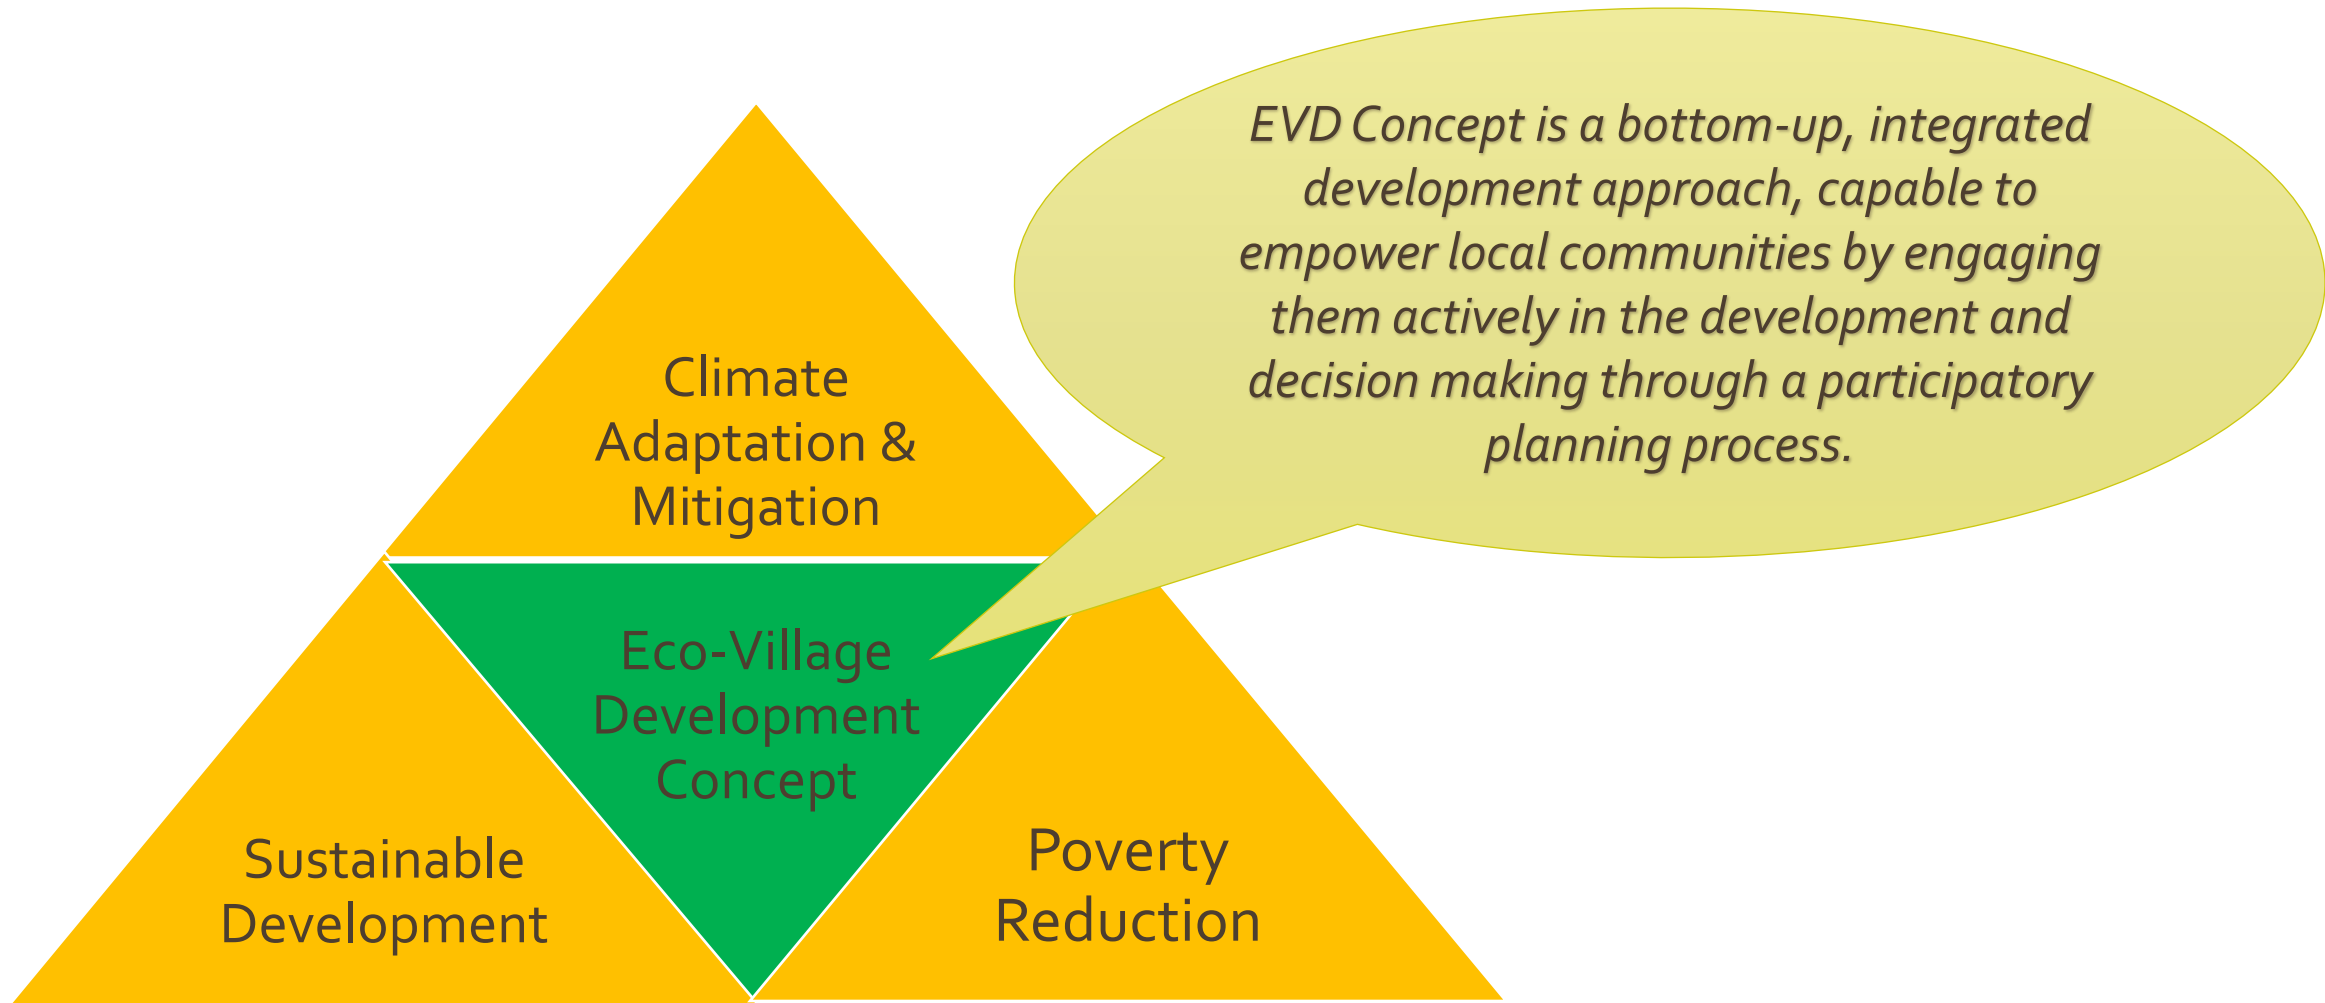 EVD Concept is a bottom-up, integrated
development approach, capable to
empower local communities by engaging
them actively in the development and
decision making through a participatory
planning process.
Climate
Adaptation &
Mitigation
Eco-Village
Development
Concept
Sustainable
Development
Poverty
Reduction